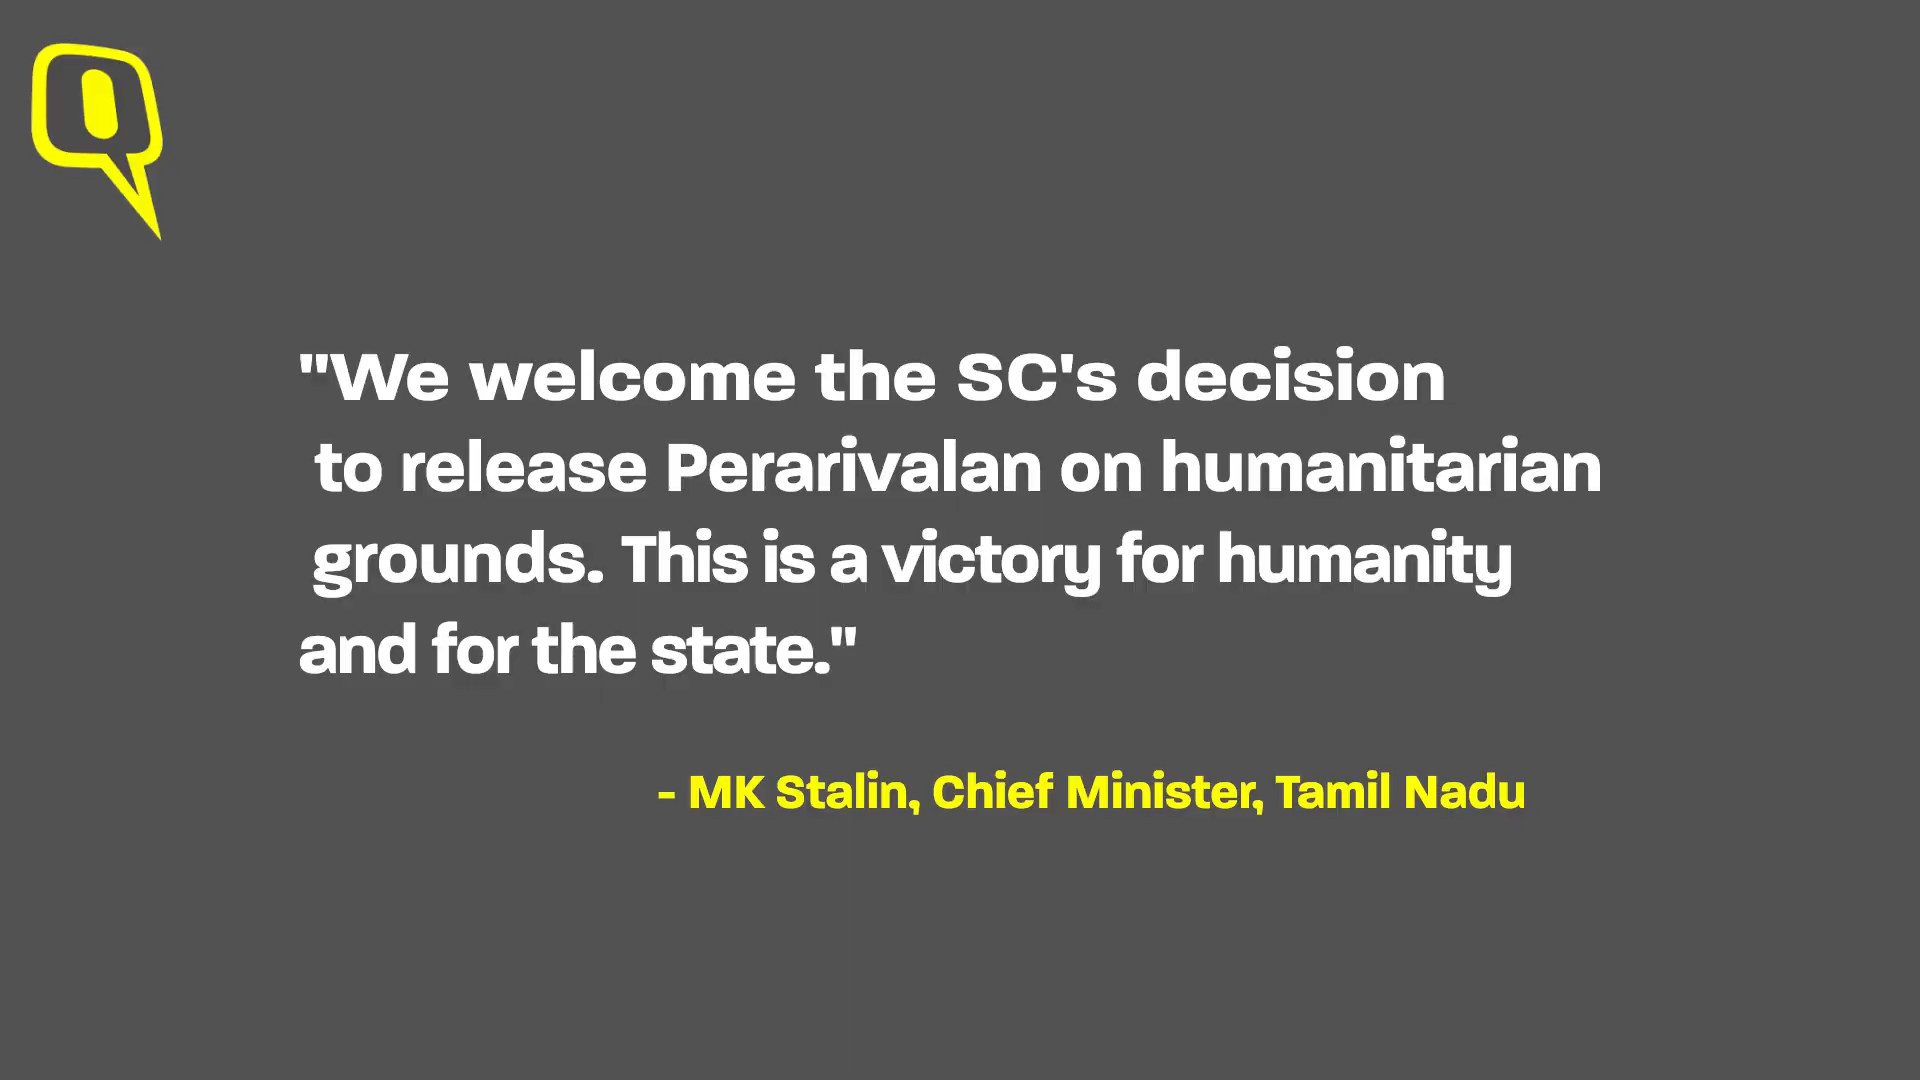 "We welcome the SC's decision
to release Perarivalan on humanitarian
grounds. This is a victory for humanity
and for the state."
- MK Stalin, Chief Minister, Tamil Nadu